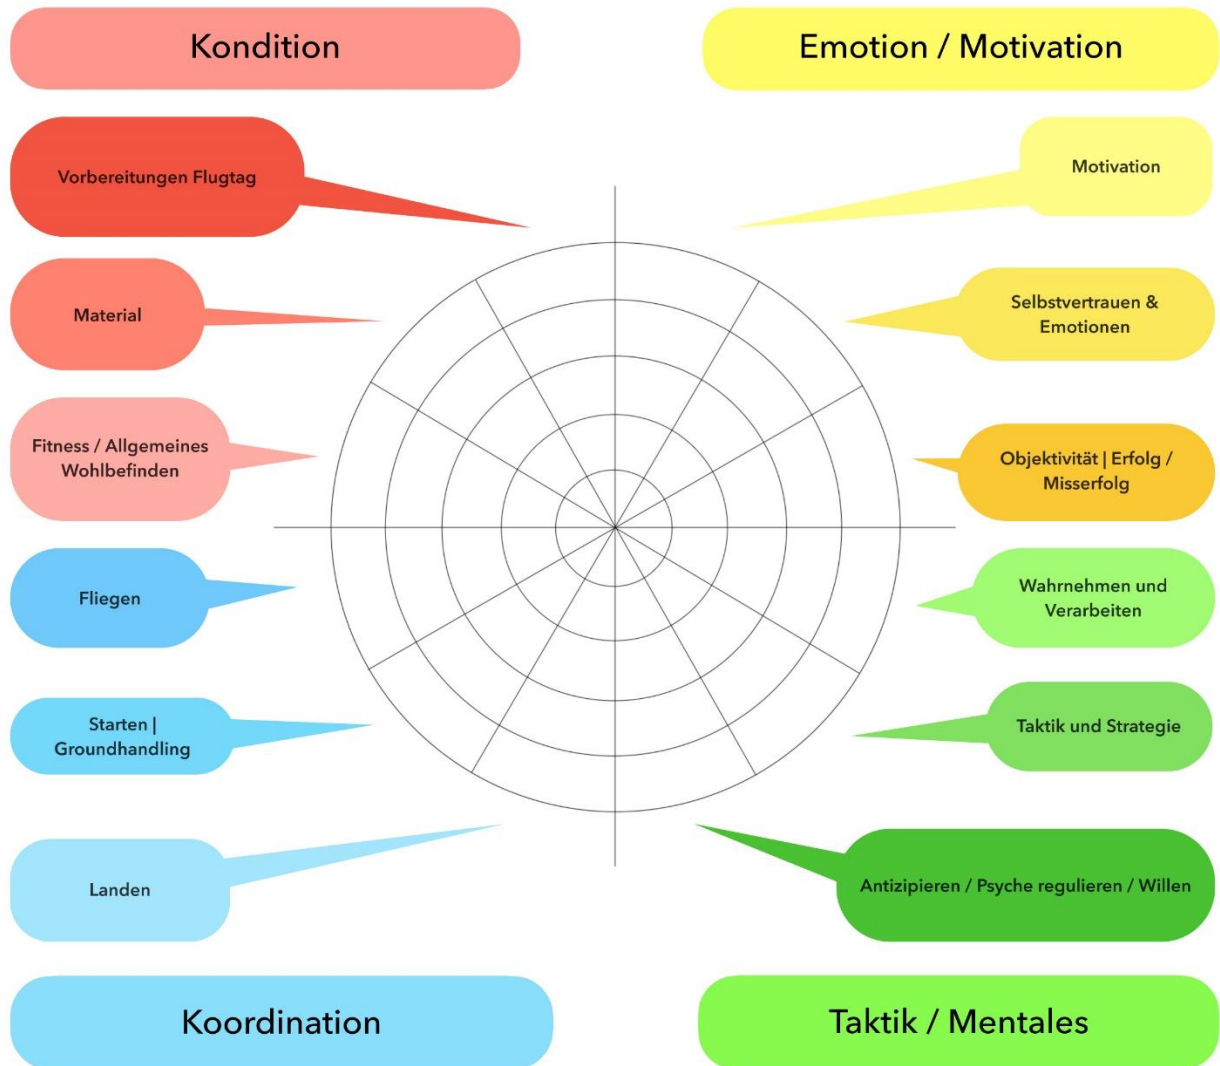 Kondition
Emotion / Motivation
Vorbereitungen Flugtag
Motivation
Material
Selbstvertrauen &
Emotionen
Fitness / Allgemeines
Wohlbefinden
Objektivität | Erfolg /
Misserfolg
Fliegen
Wahrnehmen und
Verarbeiten
Starten |
Groundhandling
Taktik und Strategie
Landen
Antizipieren / Psyche regulieren / Willen
Koordination
Taktik / Mentales